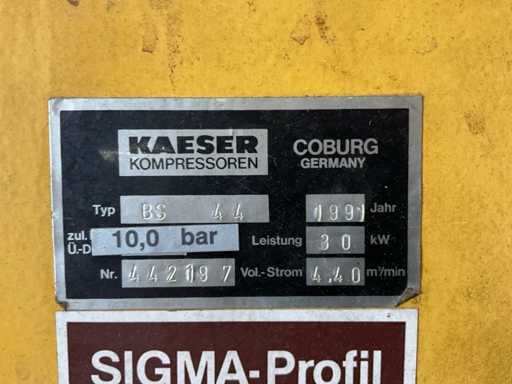 KAESER
KOMPRESSOREN
COBURG
GERMANY
Typ BS 44 1991 Jahr
zul. Ü.-D 10,0 bar Leistung 30 kW
Nr. 442197 Vol.-Strom 4.40 m³/min
SIGMA-Profil